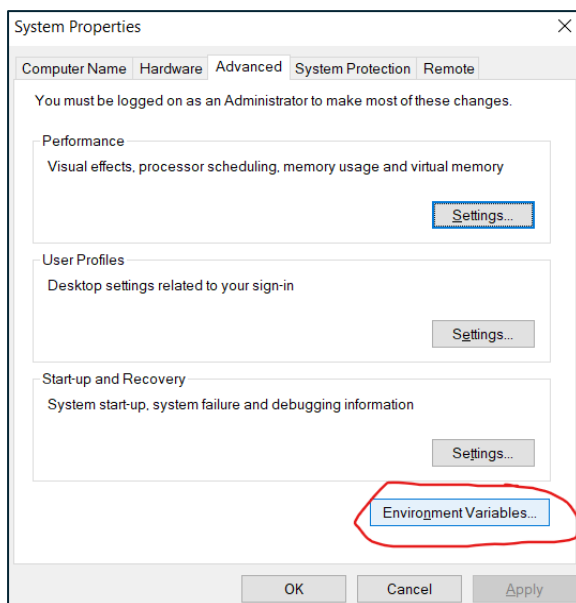 System Properties
Computer Name Hardware Advanced System Protection Remote
You must be logged on as an Administrator to make most of these changes.
Performance
Visual effects, processor scheduling, memory usage and virtual memory
Settings...
User Profiles
Desktop settings related to your sign-in
Settings...
Start-up and Recovery
System start-up, system failure and debugging information
Settings...
Environment Variables...
OK Cancel Apply